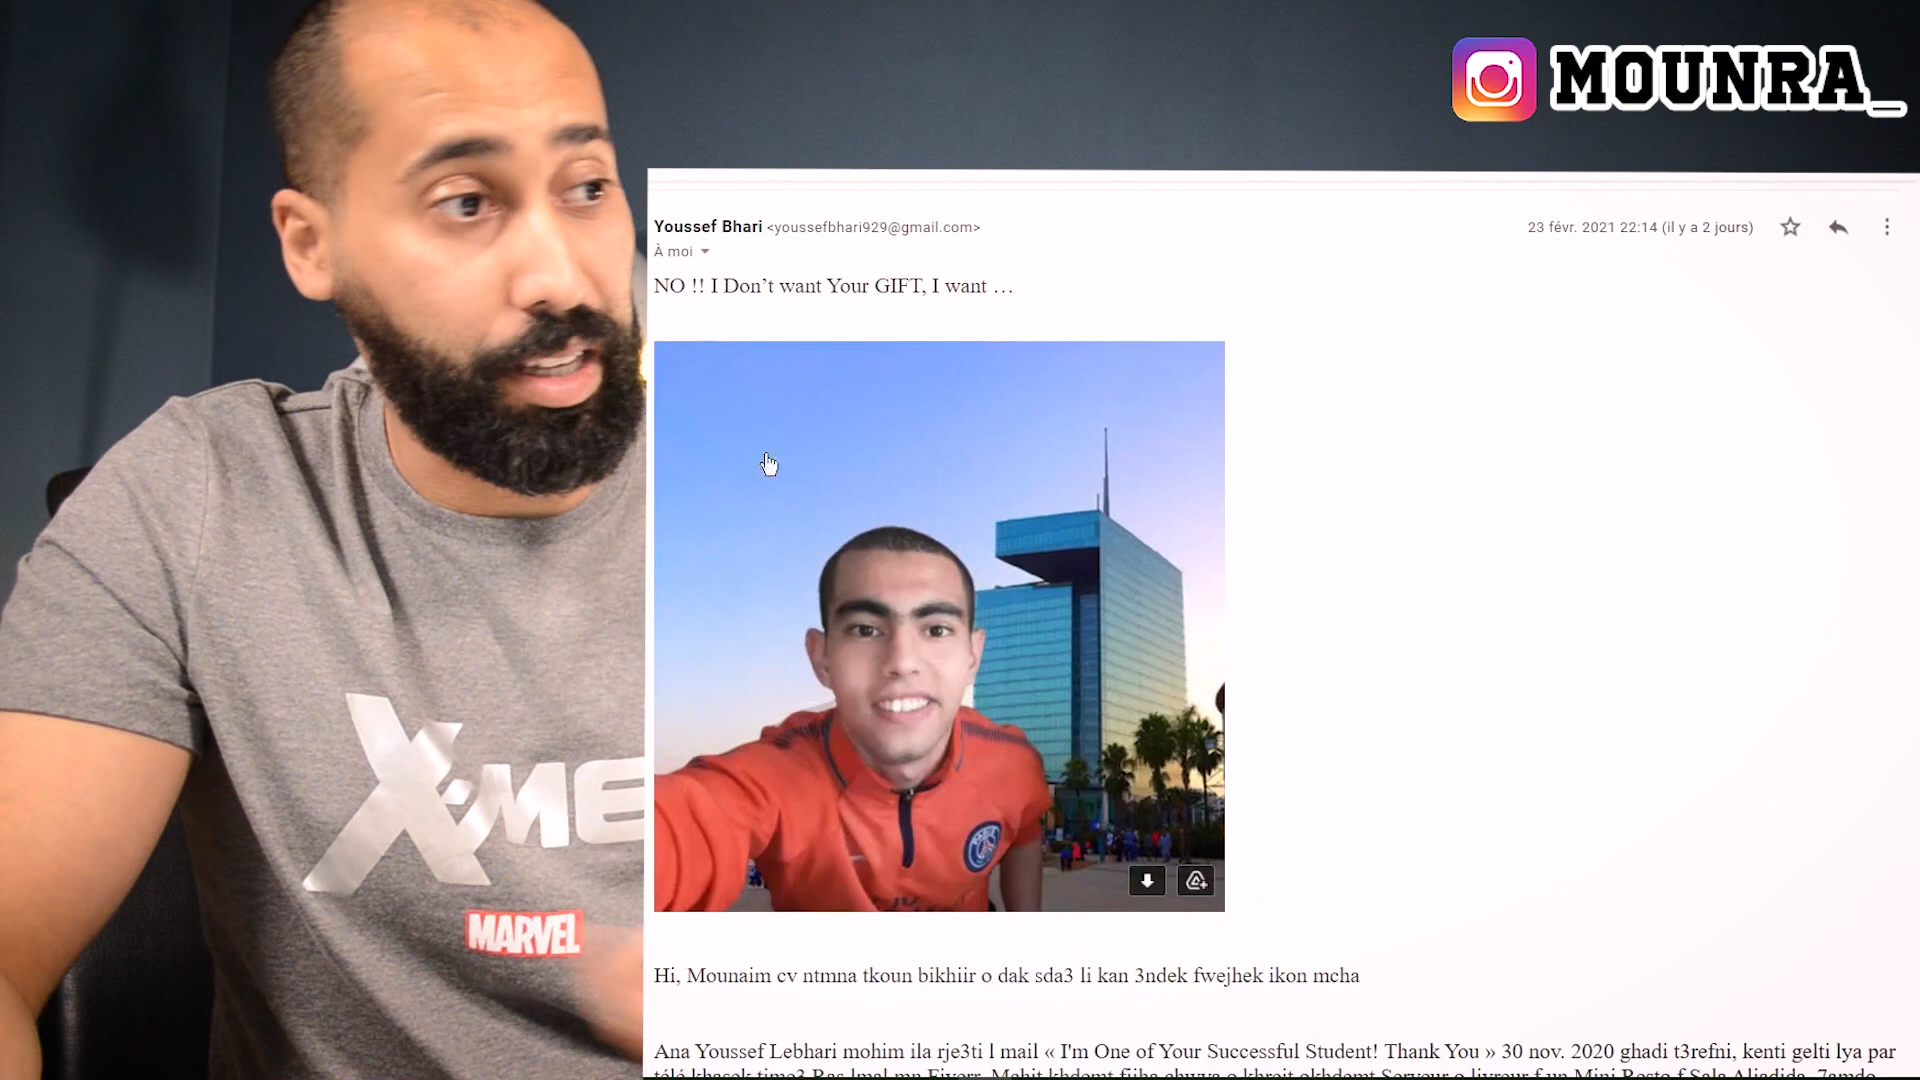 MOUNRA_
Youssef Bhari <youssefbhari929@gmail.com>
23 févr. 2021 22:14 (il y a 2 jours)
À moi
NO !! I Don’t want Your GIFT, I want …
X-ME
MARVEL
Hi, Mounaim cv ntmna tkoun bikhiir o dak sda3 li kan 3ndek fwejhek ikon mcha
Ana Youssef Lebhari mohim ila rje3ti l mail « I'm One of Your Successful Student! Thank You » 30 nov. 2020 ghadi t3refni, kenti gelti lya par